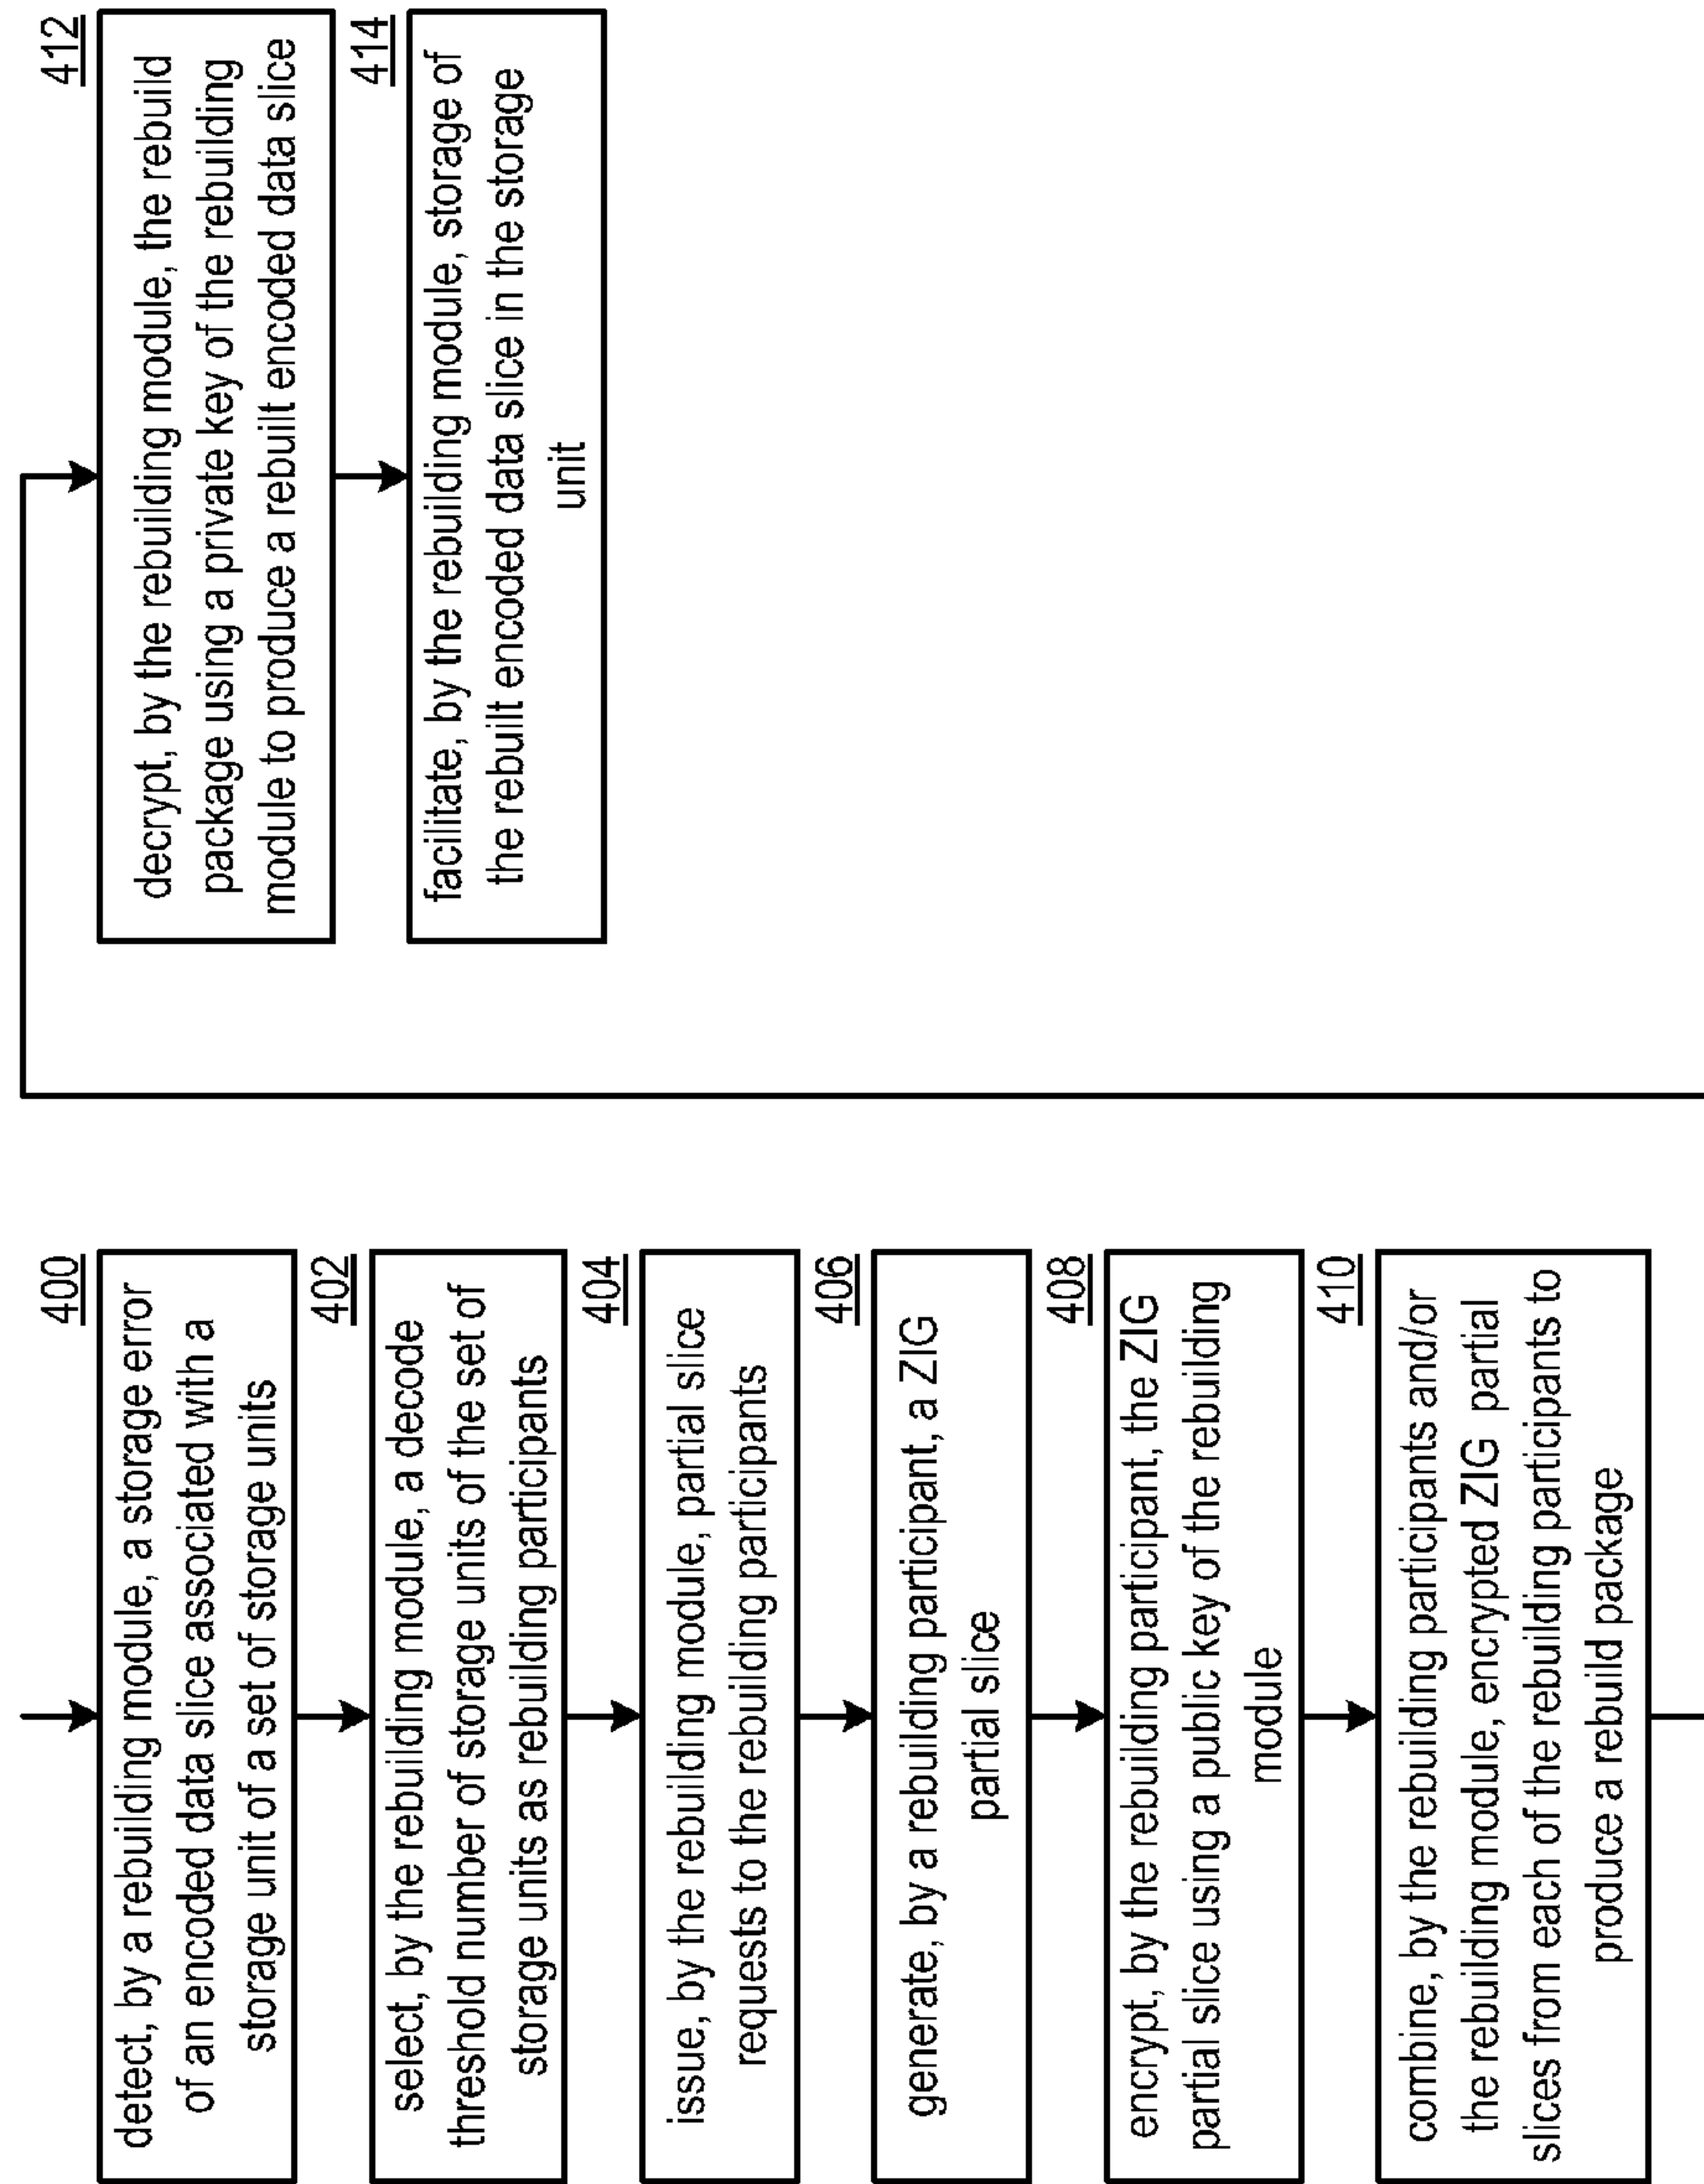 400
detect, by a rebuilding module, a storage error
of an encoded data slice associated with a
storage unit of a set of storage units
402
select, by the rebuilding module, a decode
threshold number of storage units of the set of
storage units as rebuilding participants
404
issue, by the rebuilding module, partial slice
requests to the rebuilding participants
406
generate, by a rebuilding participant, a ZIG
partial slice
408
encrypt, by the rebuilding participant, the ZIG
partial slice using a public key of the rebuilding
module
410
combine, by the rebuilding participants and/or
the rebuilding module, encrypted ZIG partial
slices from each of the rebuilding participants to
produce a rebuild package
412
decrypt, by the rebuilding module, the rebuild
package using a private key of the rebuilding
module to produce a rebuilt encoded data slice
414
facilitate, by the rebuilding module, storage of
the rebuilt encoded data slice in the storage
unit